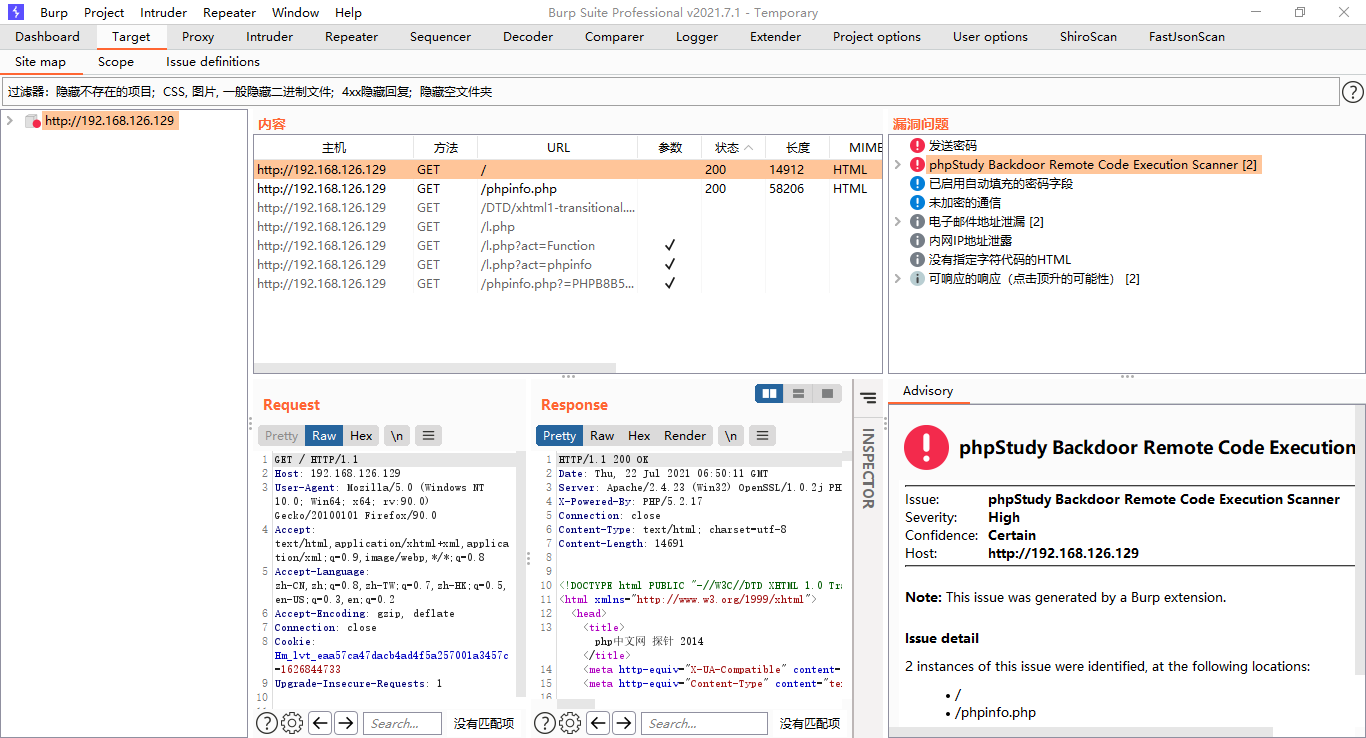 Burp Project Intruder Repeater Window Help Burp Suite Professional v2021.7.1 - Temporary
Dashboard Target Proxy Intruder Repeater Sequencer Decoder Comparer Logger Extender Project options User options ShiroScan FastJsonScan
Site map Scope Issue definitions
过滤器：隐藏不存在的项目; CSS, 图片, 一般隐藏二进制文件; 4xx隐藏回复; 隐藏空文件夹
http://192.168.126.129
内容
主机 方法 URL 参数 状态 长度 MIME
http://192.168.126.129 GET / 200 14912 HTML
http://192.168.126.129 GET /phpinfo.php 200 58206 HTML
http://192.168.126.129 GET /DTD/xhtml1-transitional....
http://192.168.126.129 GET /l.php
http://192.168.126.129 GET /l.php?act=Function ✓
http://192.168.126.129 GET /l.php?act=phpinfo ✓
http://192.168.126.129 GET /phpinfo.php?=PHPB8B5... ✓
漏洞问题
发送密码
phpStudy Backdoor Remote Code Execution Scanner [2]
已启用自动填充的密码字段
未加密的通信
电子邮件地址泄漏 [2]
内网IP地址泄露
没有指定字符代码的HTML
可响应的响应（点击顶升的可能性） [2]
Request
Pretty Raw Hex \n
1 GET / HTTP/1.1
2 Host: 192.168.126.129
3 User-Agent: Mozilla/5.0 (Windows NT
10.0; Win64; x64; rv:90.0)
Gecko/20100101 Firefox/90.0
4 Accept:
text/html,application/xhtml+xml,applica
tion/xml;q=0.9,image/webp,*/*;q=0.8
5 Accept-Language:
zh-CN,zh;q=0.8,zh-TW;q=0.7,zh-HK;q=0.5,
en-US;q=0.3,en;q=0.2
6 Accept-Encoding: gzip, deflate
7 Connection: close
8 Cookie:
Hm_lvt_eaa57ca47dacb4ad4f5a257001a3457c
=1626844733
9 Upgrade-Insecure-Requests: 1
10
Search... 没有匹配项
Response
Pretty Raw Hex Render \n
1 HTTP/1.1 200 OK
2 Date: Thu, 22 Jul 2021 06:50:11 GMT
3 Server: Apache/2.4.23 (Win32) OpenSSL/1.0.2j PH
4 X-Powered-By: PHP/5.2.17
5 Connection: close
6 Content-Type: text/html; charset=utf-8
7 Content-Length: 14691
8
9
10 <!DOCTYPE html PUBLIC "-//W3C//DTD XHTML 1.0 Tra
11 <html xmlns="http://www.w3.org/1999/xhtml">
12 <head>
13 <title>
php中文网 探针 2014
</title>
14 <meta http-equiv="X-UA-Compatible" content=
15 <meta http-equiv="Content-Type" content="te
16
Search... 没有匹配项
INSPECTOR
Advisory
phpStudy Backdoor Remote Code Execution
Issue: phpStudy Backdoor Remote Code Execution Scanner
Severity: High
Confidence: Certain
Host: http://192.168.126.129
Note: This issue was generated by a Burp extension.
Issue detail
2 instances of this issue were identified, at the following locations:
• /
• /phpinfo.php